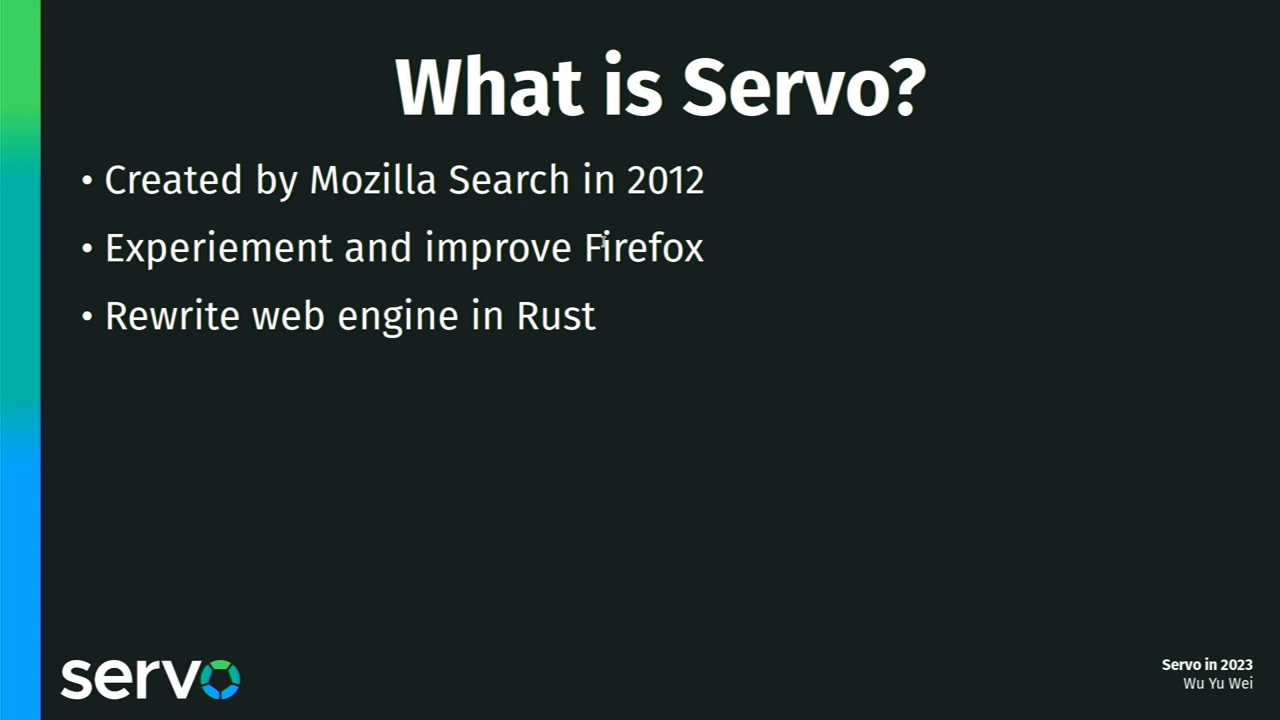 What is Servo?
• Created by Mozilla Search in 2012
• Experiement and improve Firefox
• Rewrite web engine in Rust
servo
Servo in 2023
Wu Yu Wei